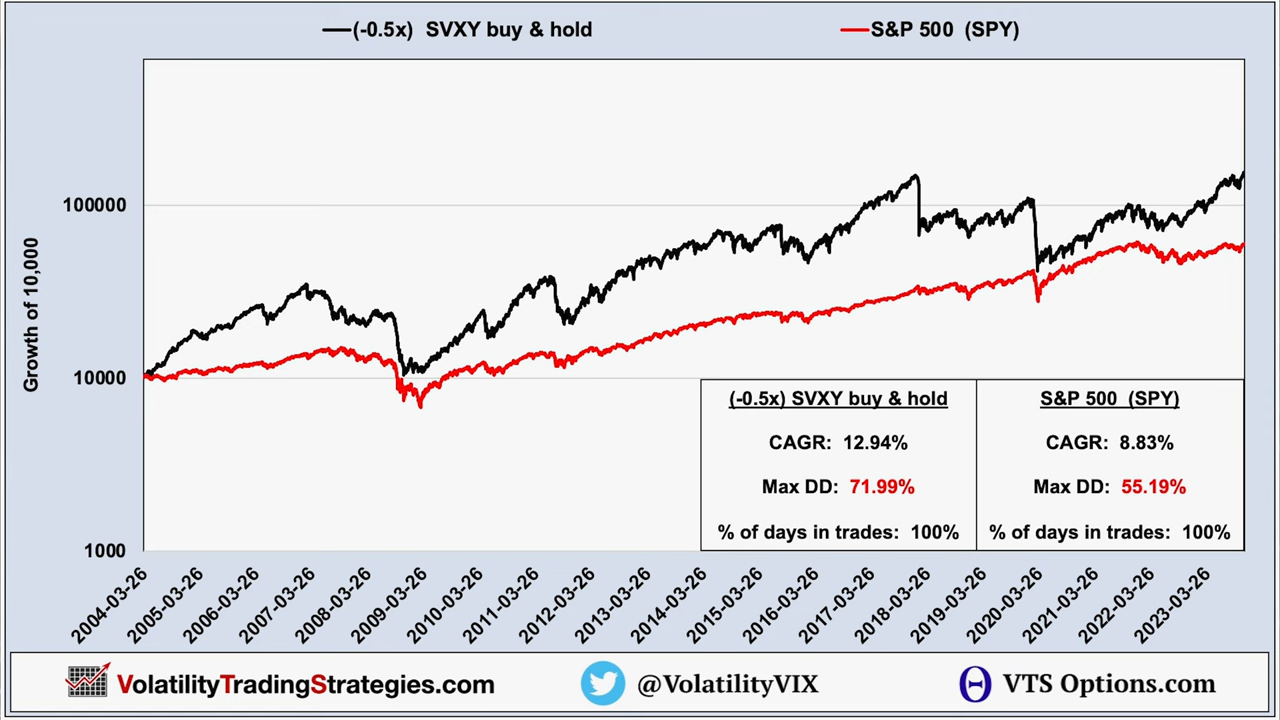 (-0.5x) SVXY buy & hold
S&P 500 (SPY)
Growth of 10,000
100000
10000
1000
(-0.5x) SVXY buy & hold
CAGR: 12.94%
Max DD: 71.99%
% of days in trades: 100%
S&P 500 (SPY)
CAGR: 8.83%
Max DD: 55.19%
% of days in trades: 100%
2004-03-26
2005-03-26
2006-03-26
2007-03-26
2008-03-26
2009-03-26
2010-03-26
2011-03-26
2012-03-26
2013-03-26
2014-03-26
2015-03-26
2016-03-26
2017-03-26
2018-03-26
2019-03-26
2020-03-26
2021-03-26
2022-03-26
2023-03-26
VolatilityTradingStrategies.com
@VolatilityVIX
VTS Options.com